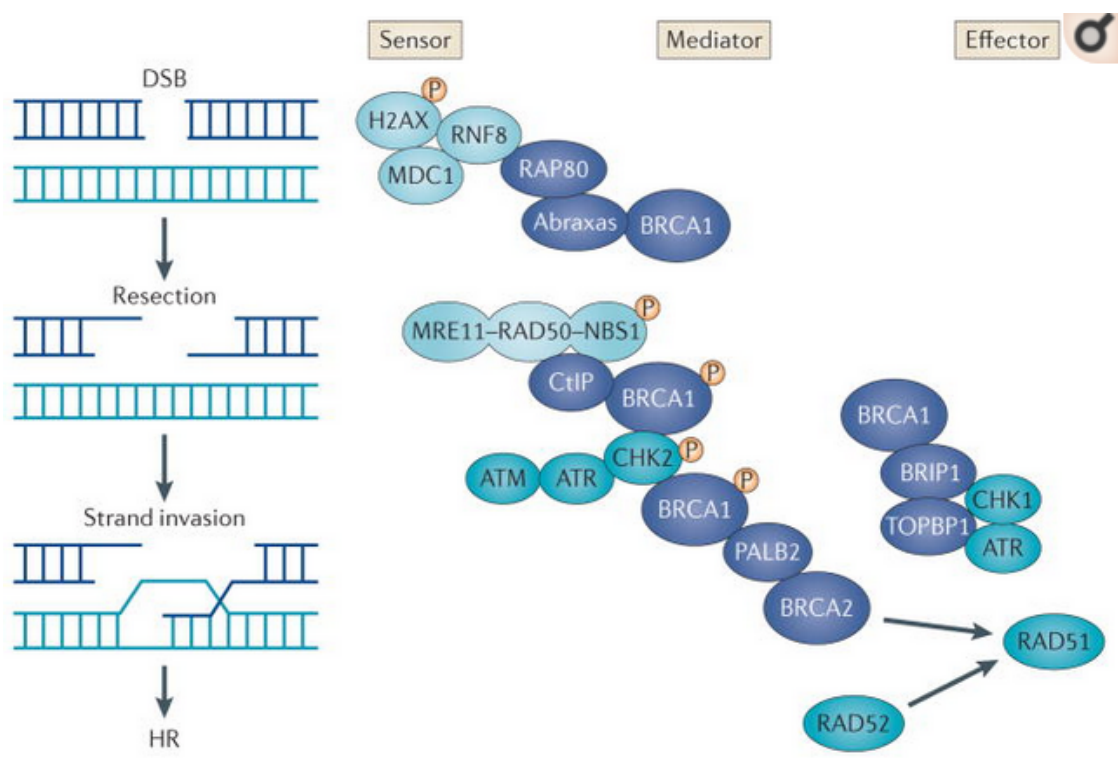 Sensor
Mediator
Effector
DSB
P
H2AX
RNF8
MDC1
RAP80
Abraxas
BRCA1
Resection
P
MRE11–RAD50–NBS1
CtIP
BRCA1
P
CHK2
P
ATM
ATR
BRCA1
BRIP1
CHK1
TOPBP1
ATR
Strand invasion
BRCA1
P
PALB2
BRCA2
RAD51
RAD52
HR